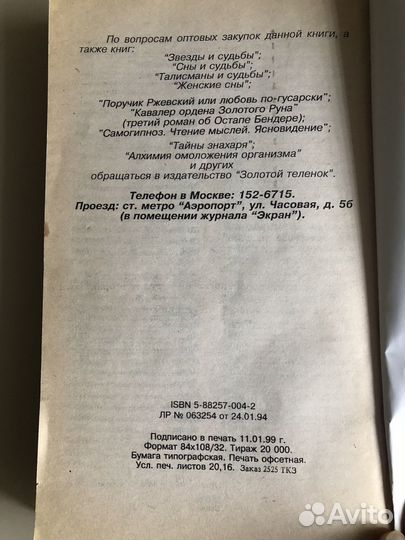 По вопросам оптовых закупок данной книги, а
также книг:
"Звезды и судьбы";
"Сны и судьбы";
"Талисманы и судьбы";
"Женские сны";
"Поручик Ржевский или любовь по-гусарски";
"Кавалер ордена Золотого Руна"
(третий роман об Остапе Бендере);
"Самогипноз. Чтение мыслей. Ясновидение";
"Тайны знахаря";
"Алхимия омоложения организма"
и других
обращаться в издательство "Золотой теленок".
Телефон в Москве: 152-6715.
Проезд: ст. метро "Аэропорт", ул. Часовая, д. 5б
(в помещении журнала "Экран").
ISBN 5-88257-004-2
ЛР № 063254 от 24.01.94
Подписано в печать 11.01.99 г.
Формат 84х108/32. Тираж 20 000.
Бумага типографская. Печать офсетная.
Усл. печ. листов 20,16. Заказ 2525 ТКЗ
Avito